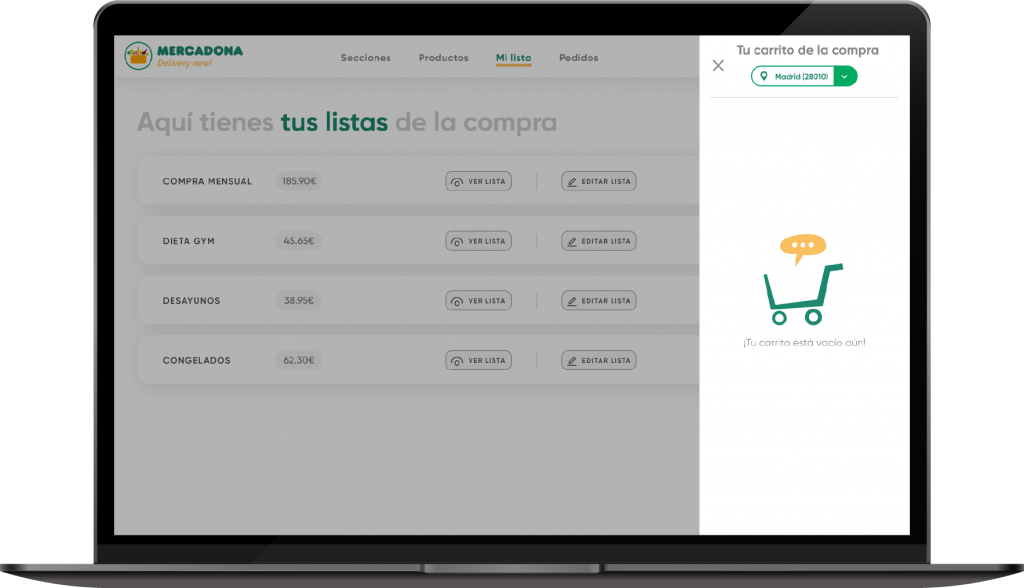 MERCADONA
Delivery now!
Secciones
Productos
Mi lista
Pedidos
Aquí tienes tus listas de la compra
COMPRA MENSUAL
185.90€
VER LISTA
EDITAR LISTA
DIETA GYM
45.65€
VER LISTA
EDITAR LISTA
DESAYUNOS
38.95€
VER LISTA
EDITAR LISTA
CONGELADOS
62.30€
VER LISTA
EDITAR LISTA
Tu carrito de la compra
Madrid (28010)
¡Tu carrito está vacío aún!